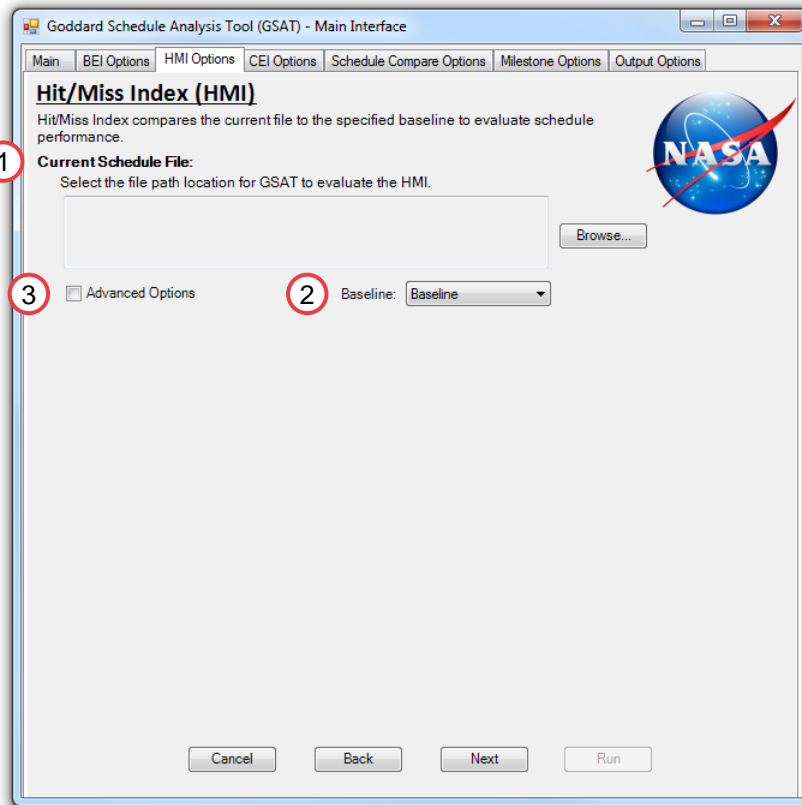 Goddard Schedule Analysis Tool (GSAT) - Main Interface
Main BEI Options HMI Options CEI Options Schedule Compare Options Milestone Options Output Options
Hit/Miss Index (HMI)
Hit/Miss Index compares the current file to the specified baseline to evaluate schedule
performance.
NASA
1 Current Schedule File:
Select the file path location for GSAT to evaluate the HMI.
Browse...
3 Advanced Options 2 Baseline: Baseline
Cancel Back Next Run